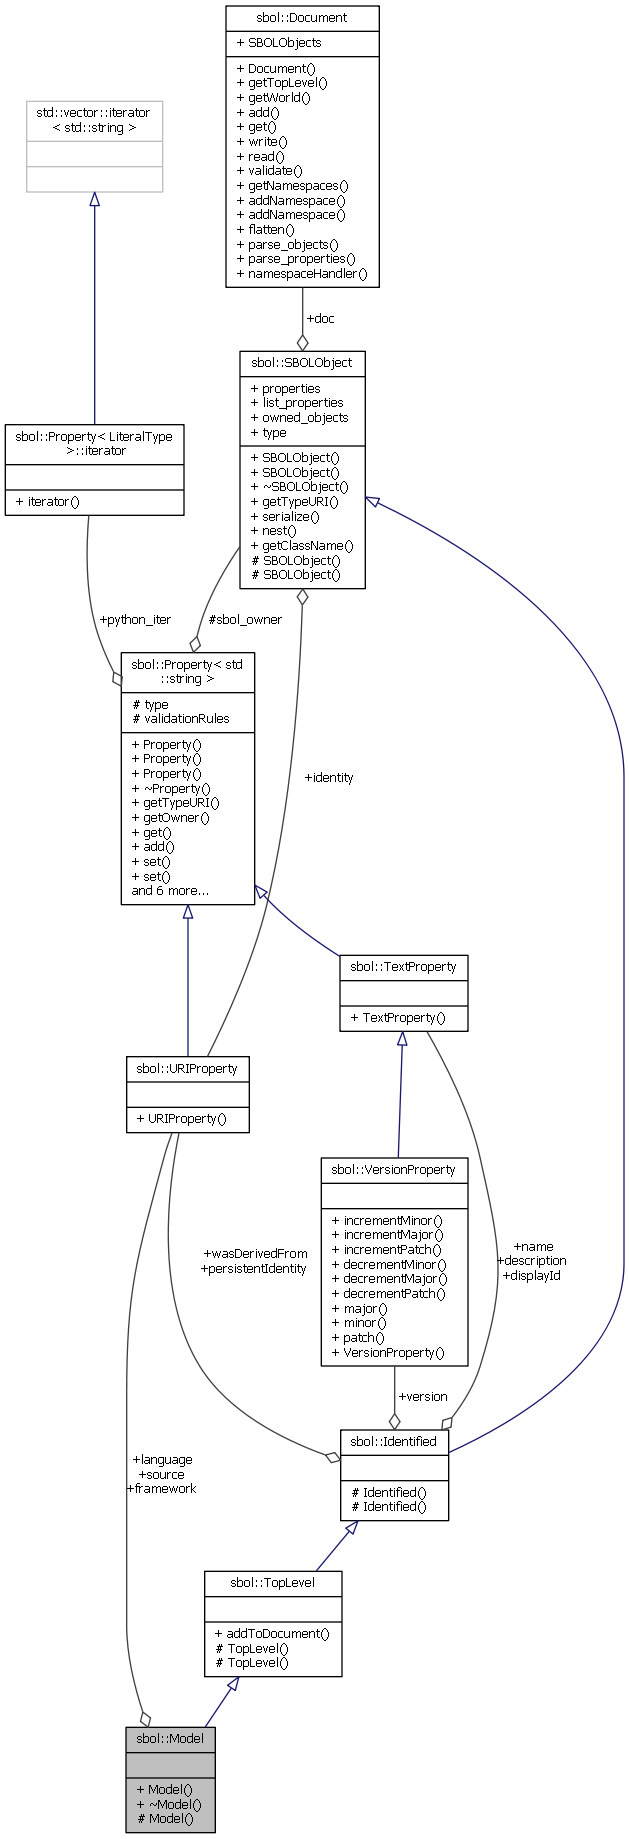 sbol::Document
+ SBOLObjects
+ Document()
+ getTopLevel()
+ getWorld()
+ add()
+ get()
+ write()
+ read()
+ validate()
+ getNamespaces()
+ addNamespace()
+ addNamespace()
+ flatten()
+ parse_objects()
+ parse_properties()
+ namespaceHandler()
std::vector::iterator
< std::string >
+doc
sbol::SBOLObject
+ properties
+ list_properties
+ owned_objects
+ type
+ SBOLObject()
+ SBOLObject()
+ ~SBOLObject()
+ getTypeURI()
+ serialize()
+ nest()
+ getClassName()
# SBOLObject()
# SBOLObject()
sbol::Property< LiteralType
>::iterator
+ iterator()
+python_iter
#sbol_owner
sbol::Property< std
::string >
# type
# validationRules
+ Property()
+ Property()
+ Property()
+ ~Property()
+ getTypeURI()
+ getOwner()
+ get()
+ add()
+ set()
+ set()
and 6 more...
+identity
sbol::TextProperty
+ TextProperty()
sbol::URIProperty
+ URIProperty()
sbol::VersionProperty
+ incrementMinor()
+ incrementMajor()
+ incrementPatch()
+ decrementMinor()
+ decrementMajor()
+ decrementPatch()
+ major()
+ minor()
+ patch()
+ VersionProperty()
+wasDerivedFrom
+persistentIdentity
+name
+description
+displayId
+version
sbol::Identified
# Identified()
# Identified()
+language
+source
+framework
sbol::TopLevel
+ addToDocument()
# TopLevel()
# TopLevel()
sbol::Model
+ Model()
+ ~Model()
# Model()